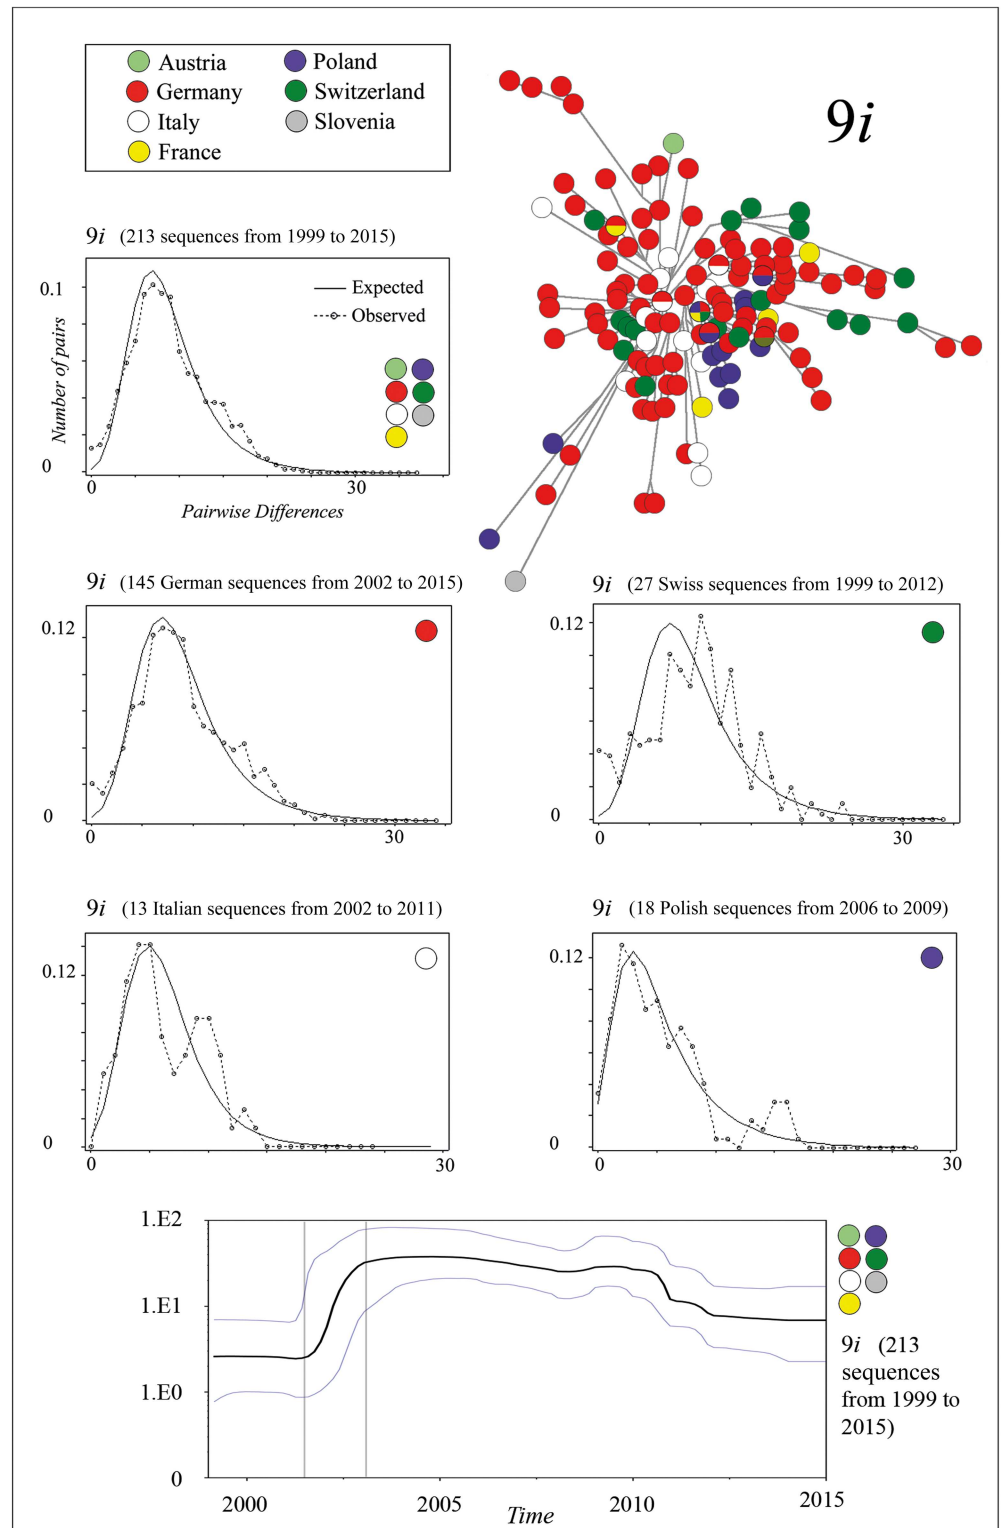 Austria
Germany
Italy
France
Poland
Switzerland
Slovenia
9i
9i (213 sequences from 1999 to 2015)
Expected
Observed
0.1
0
Number of pairs
0
30
Pairwise Differences
9i (145 German sequences from 2002 to 2015)
0.12
0
0
30
9i (27 Swiss sequences from 1999 to 2012)
0.12
0
0
30
9i (13 Italian sequences from 2002 to 2011)
0.12
0
0
30
9i (18 Polish sequences from 2006 to 2009)
0.12
0
0
30
1.E2
1.E1
1.E0
0
2000
2005
2010
2015
Time
9i (213
sequences
from 1999 to
2015)